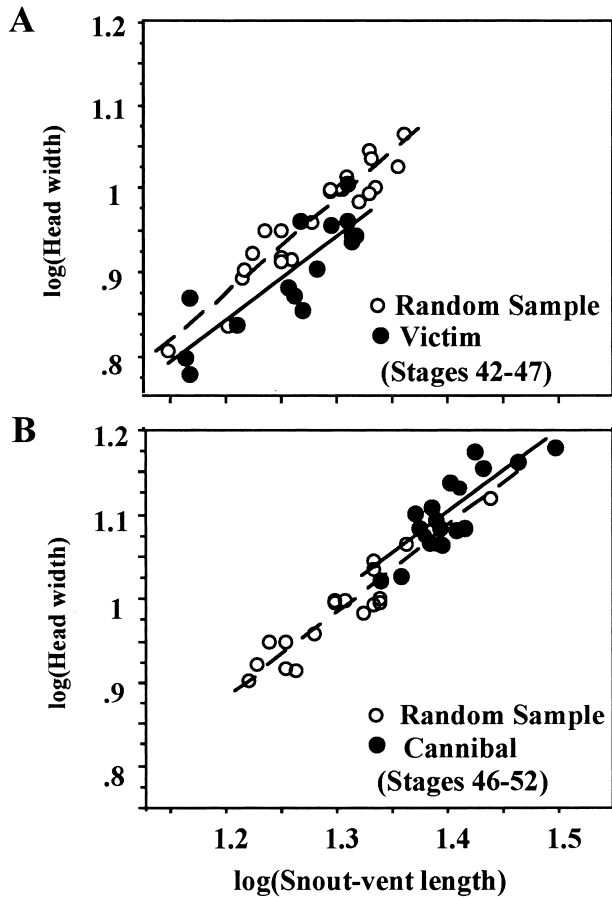 A
1.2
1.1
1
.9
.8
log(Head width)
Random Sample
Victim
(Stages 42-47)
B
1.2
1.1
1
.9
.8
log(Head width)
Random Sample
Cannibal
(Stages 46-52)
1.2 1.3 1.4 1.5
log(Snout-vent length)